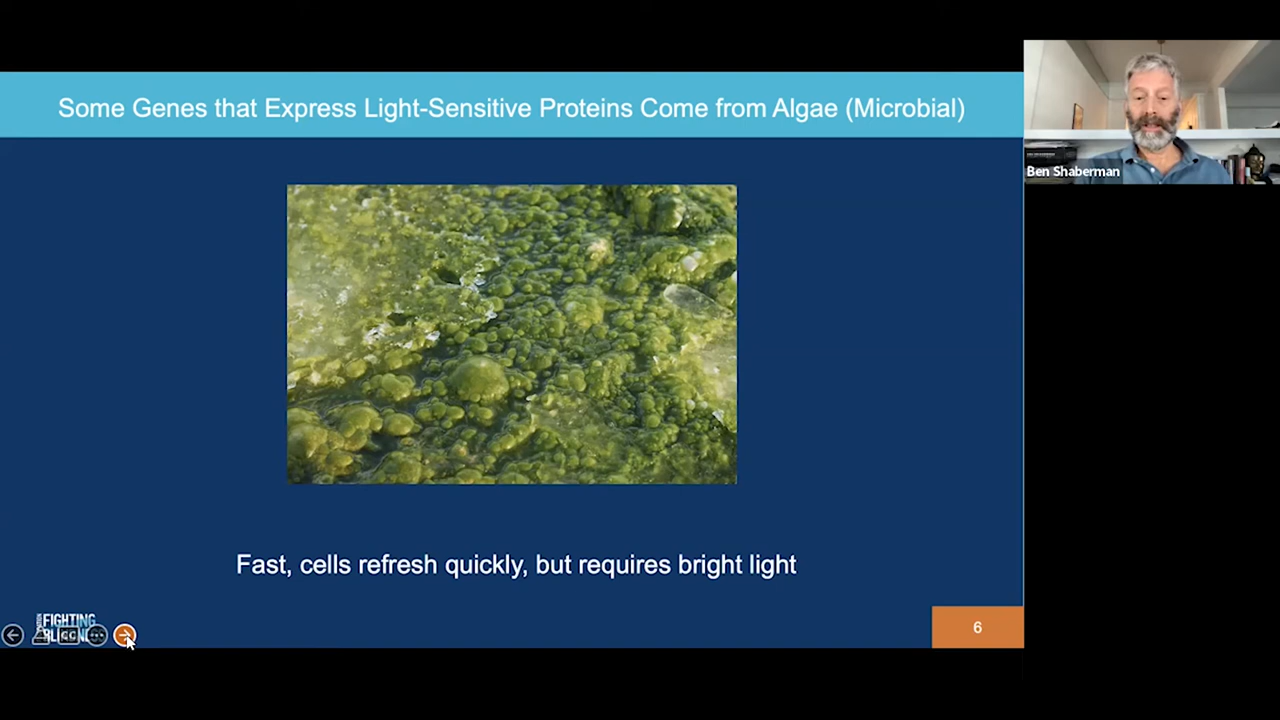 Some Genes that Express Light-Sensitive Proteins Come from Algae (Microbial)
Ben Shaberman
Fast, cells refresh quickly, but requires bright light
FIGHTING
6